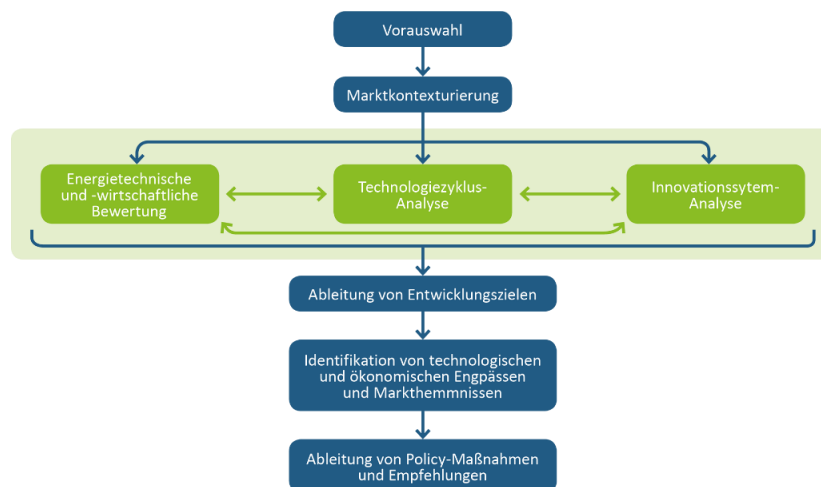 Vorauswahl
Marktkontexturierung
Energietechnische
und -wirtschaftliche
Bewertung
Technologiezyklus-
Analyse
Innovationssytem-
Analyse
Ableitung von Entwicklungszielen
Identifikation von technologischen
und ökonomischen Engpässen
und Markthemmnissen
Ableitung von Policy-Maßnahmen
und Empfehlungen